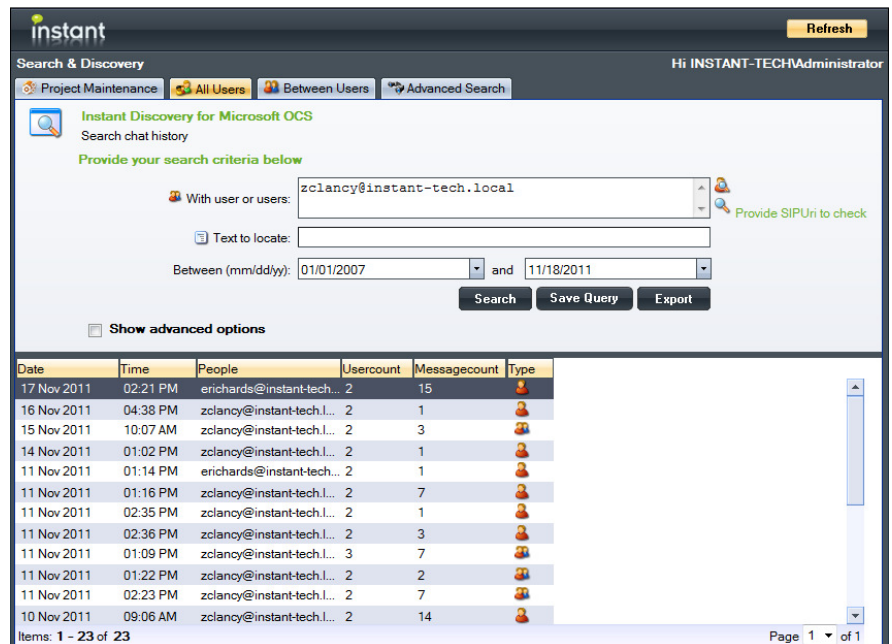 instant
Refresh
Search & Discovery
Hi INSTANT-TECH\Administrator
Project Maintenance
All Users
Between Users
Advanced Search
Instant Discovery for Microsoft OCS
Search chat history
Provide your search criteria below
With user or users:
zclancy@instant-tech.local
Provide SIPUri to check
Text to locate:
Between (mm/dd/yy): 01/01/2007 and 11/18/2011
Search Save Query Export
Show advanced options
Date Time People Usercount Messagecount Type
17 Nov 2011 02:21 PM erichards@instant-tech... 2 15
16 Nov 2011 04:38 PM zclancy@instant-tech.l... 2 1
15 Nov 2011 10:07 AM zclancy@instant-tech.l... 2 3
14 Nov 2011 01:02 PM zclancy@instant-tech.l... 2 1
11 Nov 2011 01:14 PM erichards@instant-tech... 2 1
11 Nov 2011 01:16 PM zclancy@instant-tech.l... 2 7
11 Nov 2011 02:35 PM zclancy@instant-tech.l... 2 1
11 Nov 2011 02:36 PM zclancy@instant-tech.l... 2 3
11 Nov 2011 01:09 PM zclancy@instant-tech.l... 3 7
11 Nov 2011 01:22 PM zclancy@instant-tech.l... 2 2
11 Nov 2011 02:23 PM zclancy@instant-tech.l... 2 7
10 Nov 2011 09:06 AM zclancy@instant-tech.l... 2 14
Items: 1 - 23 of 23
Page 1 of 1